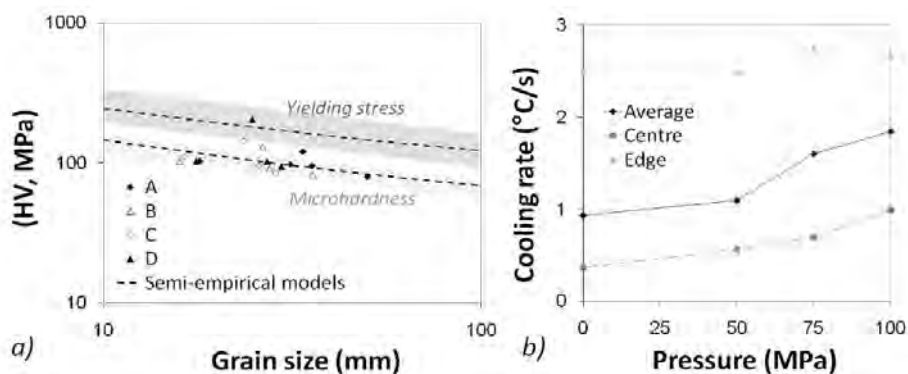 1000
100
10
(HV, MPa)
Yielding stress
Microhardness
A
B
C
D
Semi-empirical models
10
100
a)
Grain size (mm)
3
2
1
0
Cooling rate (°C/s)
Average
Centre
Edge
0
25
50
75
100
b)
Pressure (MPa)